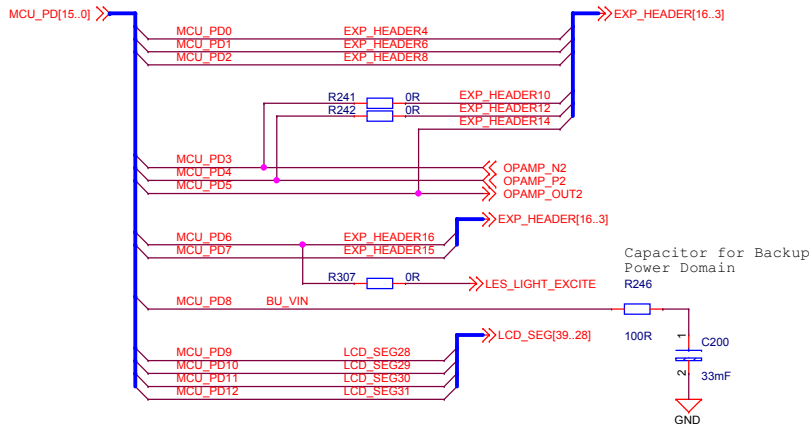 MCU_PD[15..0] EXP_HEADER[16..3]
MCU_PD0 EXP_HEADER4
MCU_PD1 EXP_HEADER6
MCU_PD2 EXP_HEADER8
R241 0R EXP_HEADER10
R242 0R EXP_HEADER12
EXP_HEADER14
MCU_PD3 OPAMP_N2
MCU_PD4 OPAMP_P2
MCU_PD5 OPAMP_OUT2
EXP_HEADER[16..3]
MCU_PD6 EXP_HEADER16
MCU_PD7 EXP_HEADER15
Capacitor for Backup
Power Domain
R307 0R LES_LIGHT_EXCITE
R246
MCU_PD8 BU_VIN
100R
LCD_SEG[39..28]
1
C200
MCU_PD9 LCD_SEG28
MCU_PD10 LCD_SEG29
MCU_PD11 LCD_SEG30
MCU_PD12 LCD_SEG31
2
33mF
GND